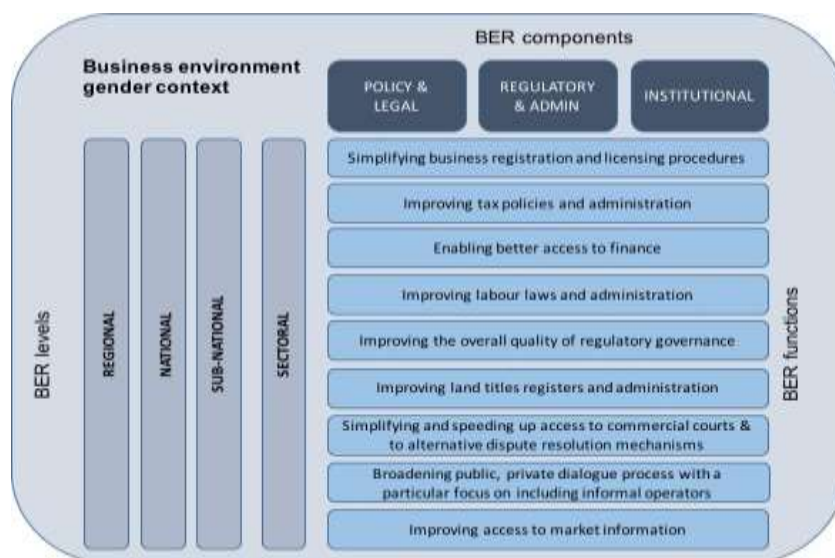 BER components
Business environment
gender context
POLICY &
LEGAL
REGULATORY
& ADMIN
INSTITUTIONAL
BER levels
REGIONAL
NATIONAL
SUB-NATIONAL
SECTORAL
Simplifying business registration and licensing procedures
Improving tax policies and administration
Enabling better access to finance
Improving labour laws and administration
Improving the overall quality of regulatory governance
Improving land titles registers and administration
Simplifying and speeding up access to commercial courts &
to alternative dispute resolution mechanisms
Broadening public, private dialogue process with a
particular focus on including informal operators
Improving access to market information
BER functions